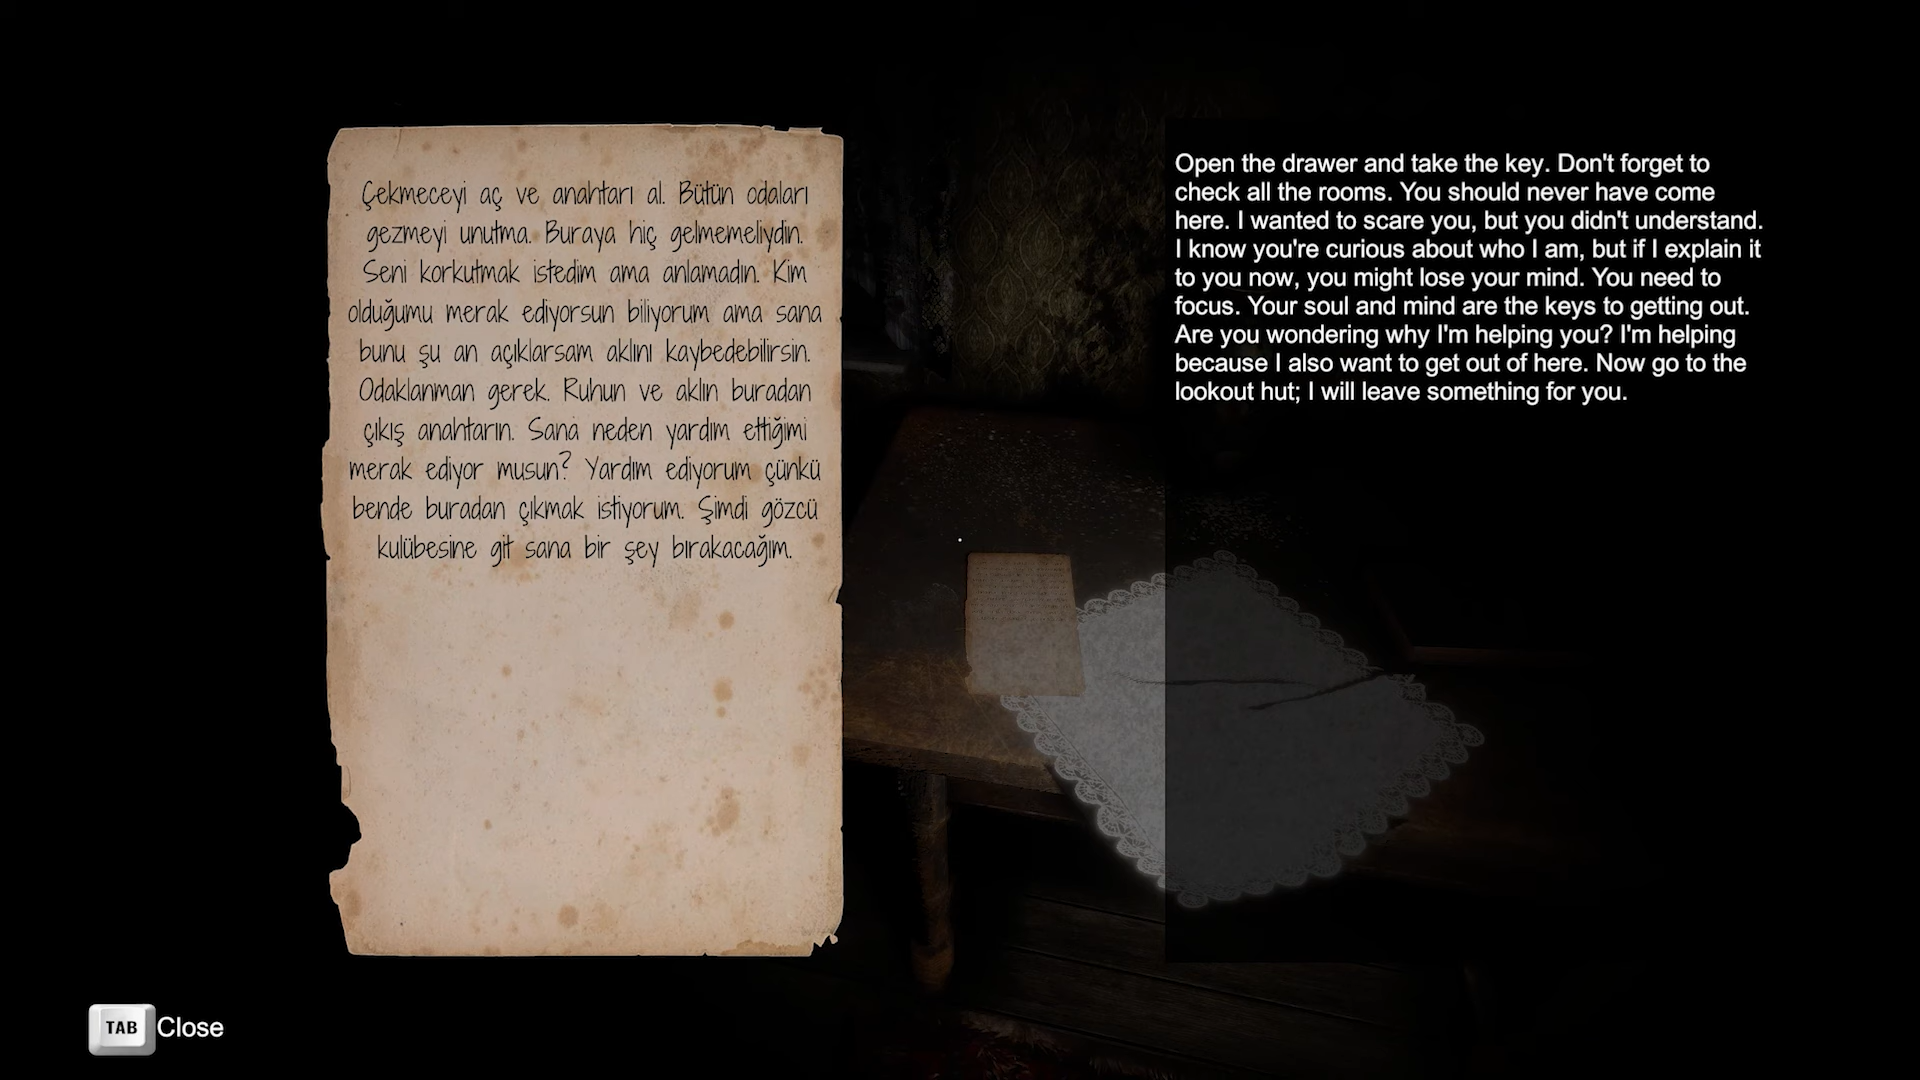 Çekmeceyi aç ve anahtarı al. Bütün odaları
gezmeyi unutma. Buraya hiç gelmemeliydin.
Seni korkutmak istedim ama anlamadın. Kim
olduğumu merak ediyorsun biliyorum ama sana
bunu şu an açıklarsam aklını kaybedebilirsin.
Odaklanman gerek. Ruhun ve aklın buradan
çıkış anahtarın. Sana neden yardım ettiğimi
merak ediyor musun? Yardım ediyorum çünkü
bende buradan çıkmak istiyorum. Şimdi gözcü
kulübesine git sana bir şey bırakacağım.
Open the drawer and take the key. Don't forget to
check all the rooms. You should never have come
here. I wanted to scare you, but you didn't understand.
I know you're curious about who I am, but if I explain it
to you now, you might lose your mind. You need to
focus. Your soul and mind are the keys to getting out.
Are you wondering why I'm helping you? I'm helping
because I also want to get out of here. Now go to the
lookout hut; I will leave something for you.
TAB Close